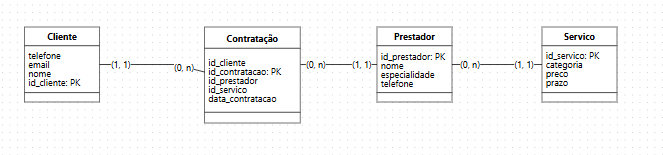 Cliente
telefone
email
nome
id_cliente: PK
(1, 1)
(0, n)
Contratação
id_cliente
id_contratacao: PK
id_prestador
id_servico
data_contratacao
(0, n)
(1, 1)
Prestador
id_prestador: PK
nome
especialidade
telefone
(0, n)
(1, 1)
Servico
id_servico: PK
categoria
preco
prazo